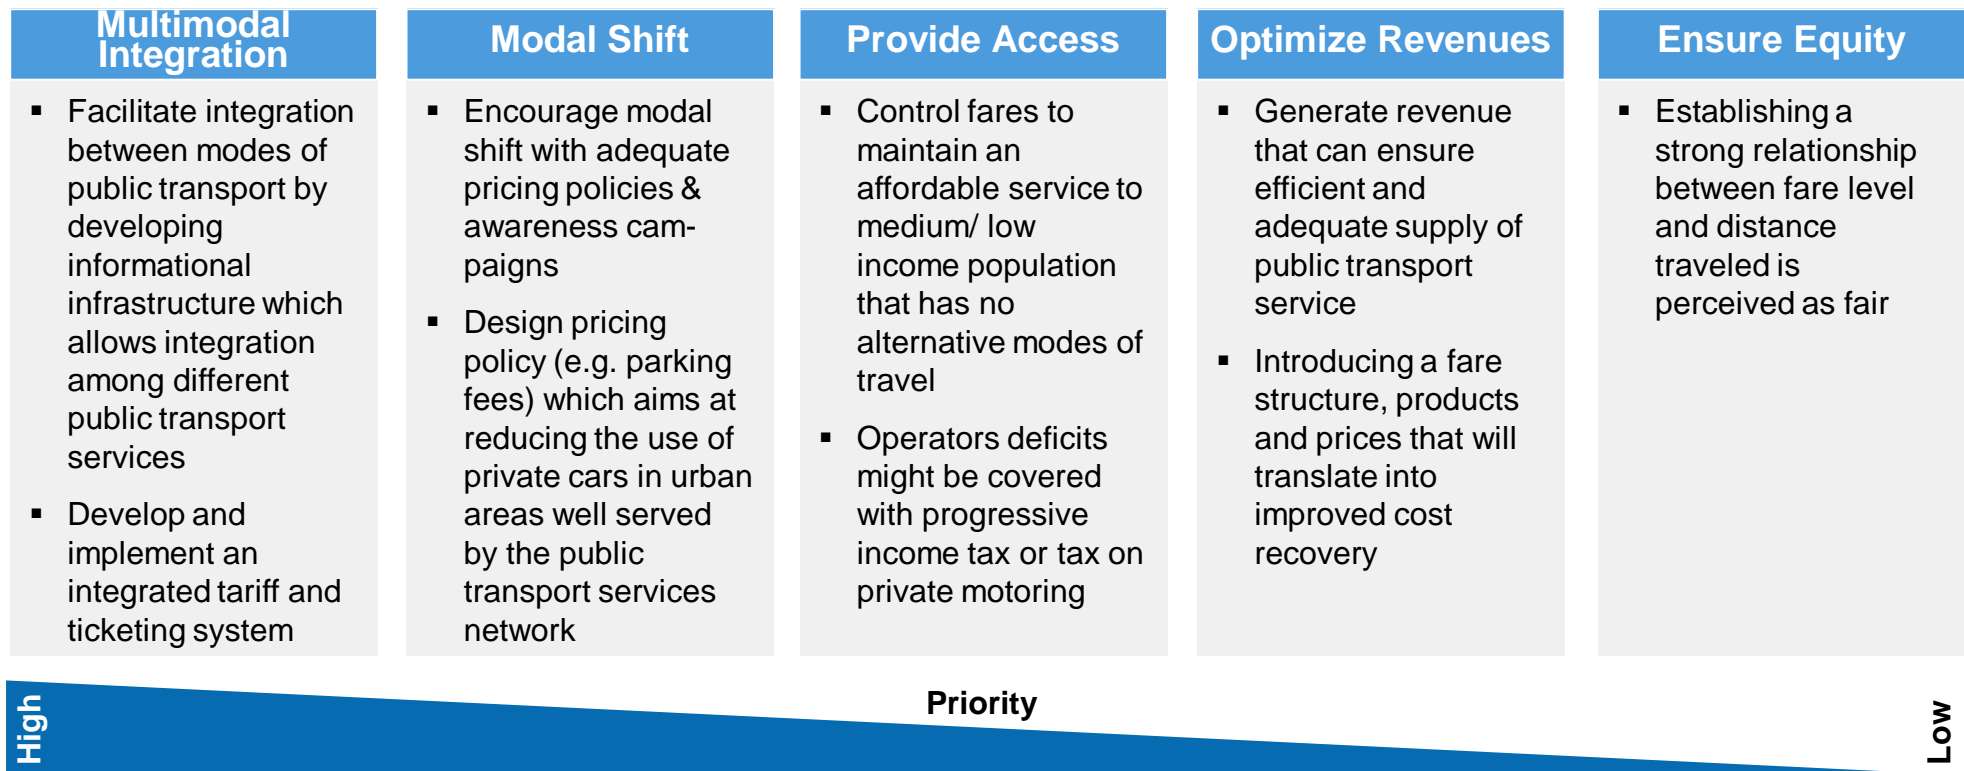 Multimodal
Integration
Facilitate integration
between modes of
public transport by
developing
informational
infrastructure which
allows integration
among different
public transport
services
Develop and
implement an
integrated tariff and
ticketing system
Modal Shift
Encourage modal
shift with adequate
pricing policies &
awareness cam-
paigns
Design pricing
policy (e.g. parking
fees) which aims at
reducing the use of
private cars in urban
areas well served
by the public
transport services
network
Provide Access
Control fares to
maintain an
affordable service to
medium/ low
income population
that has no
alternative modes of
travel
Operators deficits
might be covered
with progressive
income tax or tax on
private motoring
Optimize Revenues
Generate revenue
that can ensure
efficient and
adequate supply of
public transport
service
Introducing a fare
structure, products
and prices that will
translate into
improved cost
recovery
Ensure Equity
Establishing a
strong relationship
between fare level
and distance
traveled is
perceived as fair
High
Priority
Low